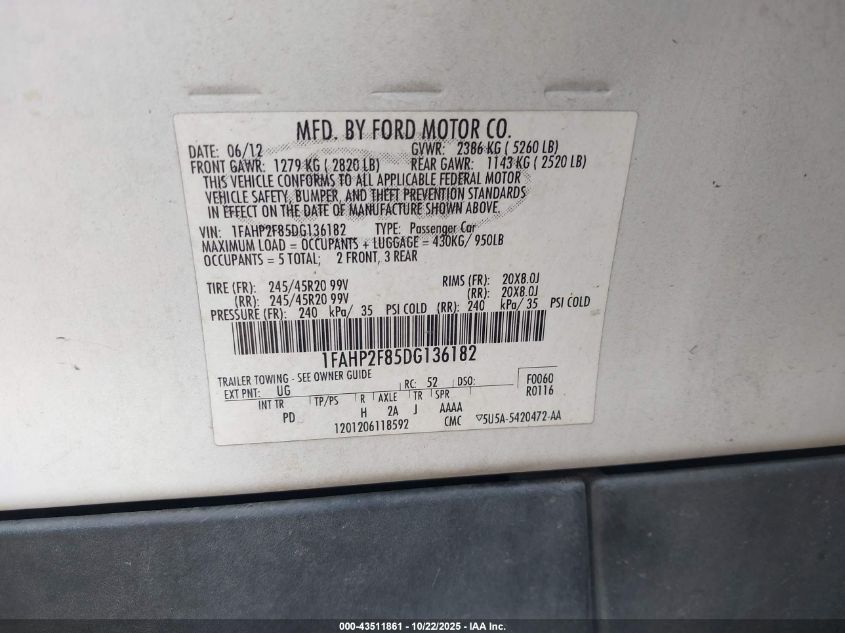 MFD. BY FORD MOTOR CO.
DATE: 06/12 GVWR: 2386 KG ( 5260 LB)
FRONT GAWR: 1279 KG ( 2820 LB) REAR GAWR: 1143 KG ( 2520 LB)
THIS VEHICLE CONFORMS TO ALL APPLICABLE FEDERAL MOTOR
VEHICLE SAFETY, BUMPER, AND THEFT PREVENTION STANDARDS
IN EFFECT ON THE DATE OF MANUFACTURE SHOWN ABOVE.
VIN: 1FAHP2F85DG136182 TYPE: Passenger Car
MAXIMUM LOAD = OCCUPANTS + LUGGAGE = 430KG/ 950LB
OCCUPANTS = 5 TOTAL; 2 FRONT, 3 REAR
TIRE (FR): 245/45R20 99V RIMS (FR): 20X8.0J
(RR): 245/45R20 99V (RR): 20X8.0J
PRESSURE (FR): 240 kPa/ 35 PSI COLD (RR): 240 kPa/ 35 PSI COLD
1FAHP2F85DG136182
TRAILER TOWING - SEE OWNER GUIDE
EXT PNT: UG RC: 52 DSO: F0060
R0116
INT TR TP/PS R AXLE TR SPR
PD H 2A J AAAA
1201206118592 CMC ▽5U5A-5420472-AA
000-43511861 - 10/22/2025 - IAA Inc.